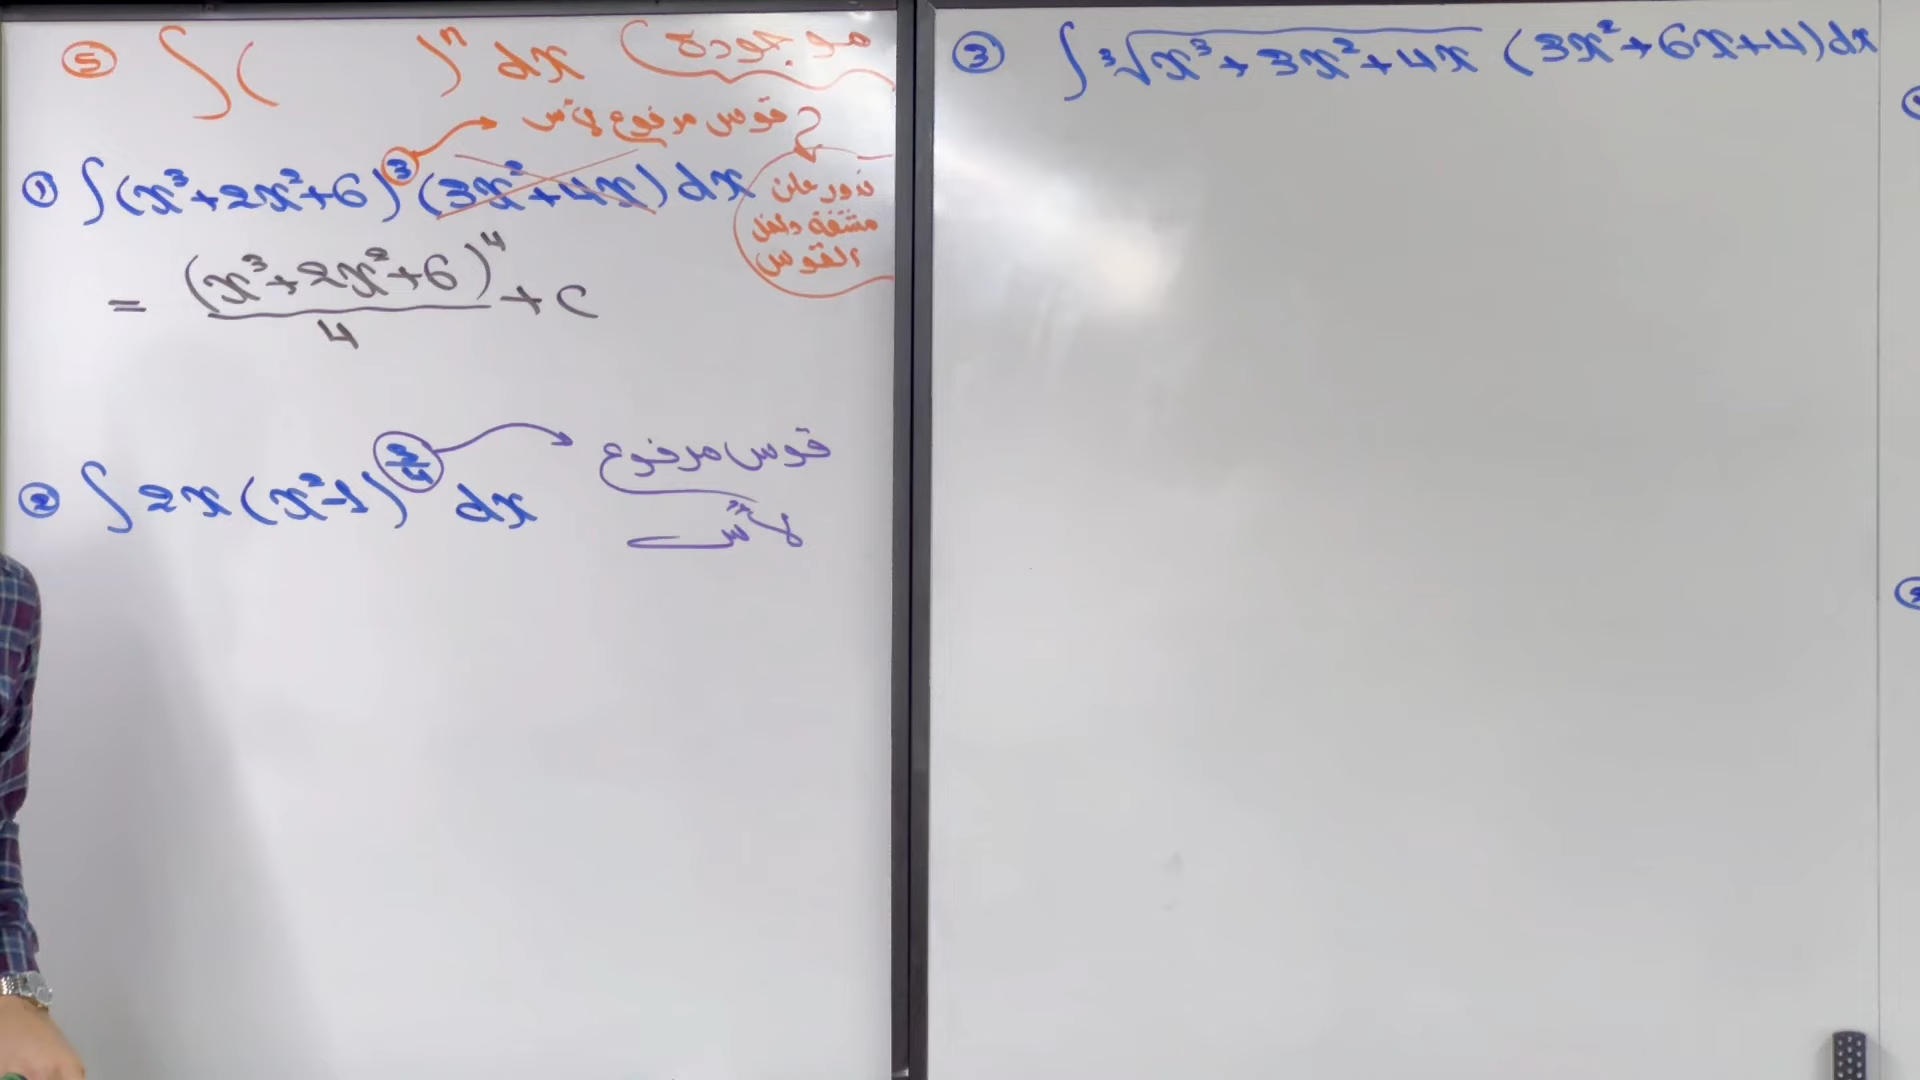 ⑤ ∫( )ⁿ dx (موجودة
قوس مرفوع لأس
① ∫(x³+2x²+6)³(3x²+4x)dx
ندور على
مشتقة داخل
القوس
= (x³+2x²+6)⁴/4 + C
② ∫2x(x²-1)^(3/4) dx
قوس مرفوع
لأس
③ ∫∛(x³+3x²+4x) (3x²+6x+4)dx